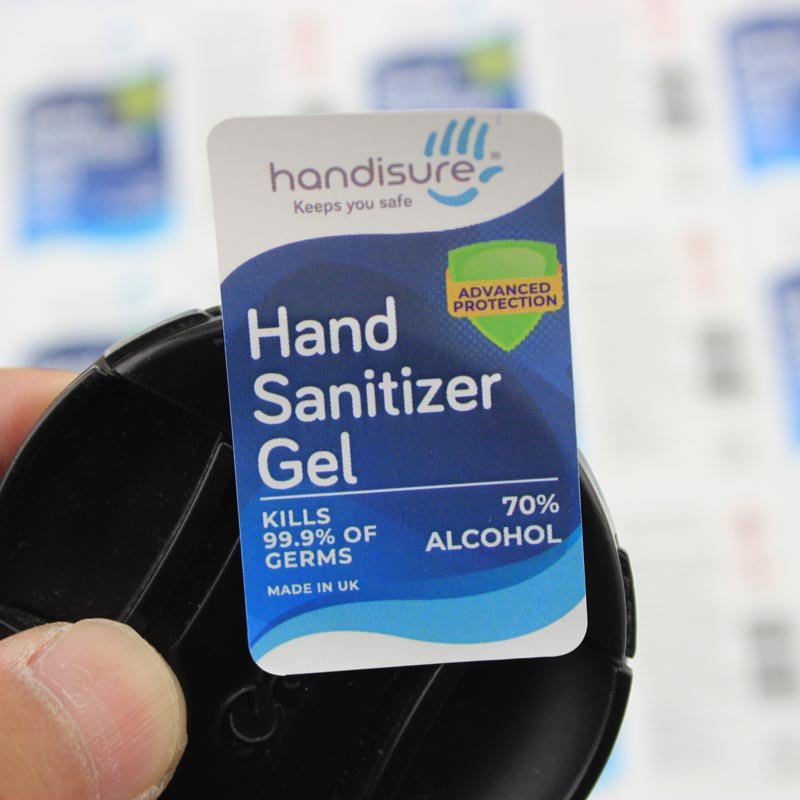 handisure®
Keeps you safe
ADVANCED
PROTECTION
Hand
Sanitizer
Gel
KILLS
99.9% OF
GERMS
70%
ALCOHOL
MADE IN UK